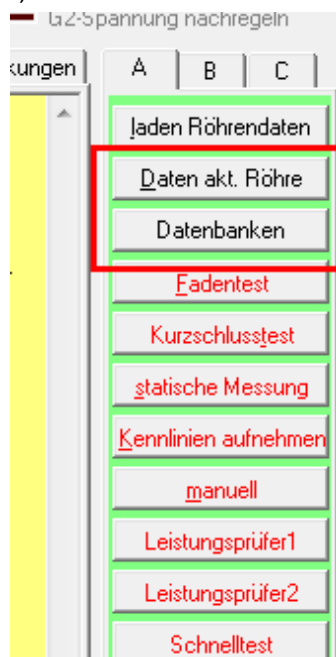 G2-Spannung nachregeln
kungen
A
B
C
laden Röhrendaten
Daten akt. Röhre
Datenbanken
Fadentest
Kurzschlusstest
statische Messung
Kennlinien aufnehmen
manuell
Leistungsprüfer1
Leistungsprüfer2
Schnelltest